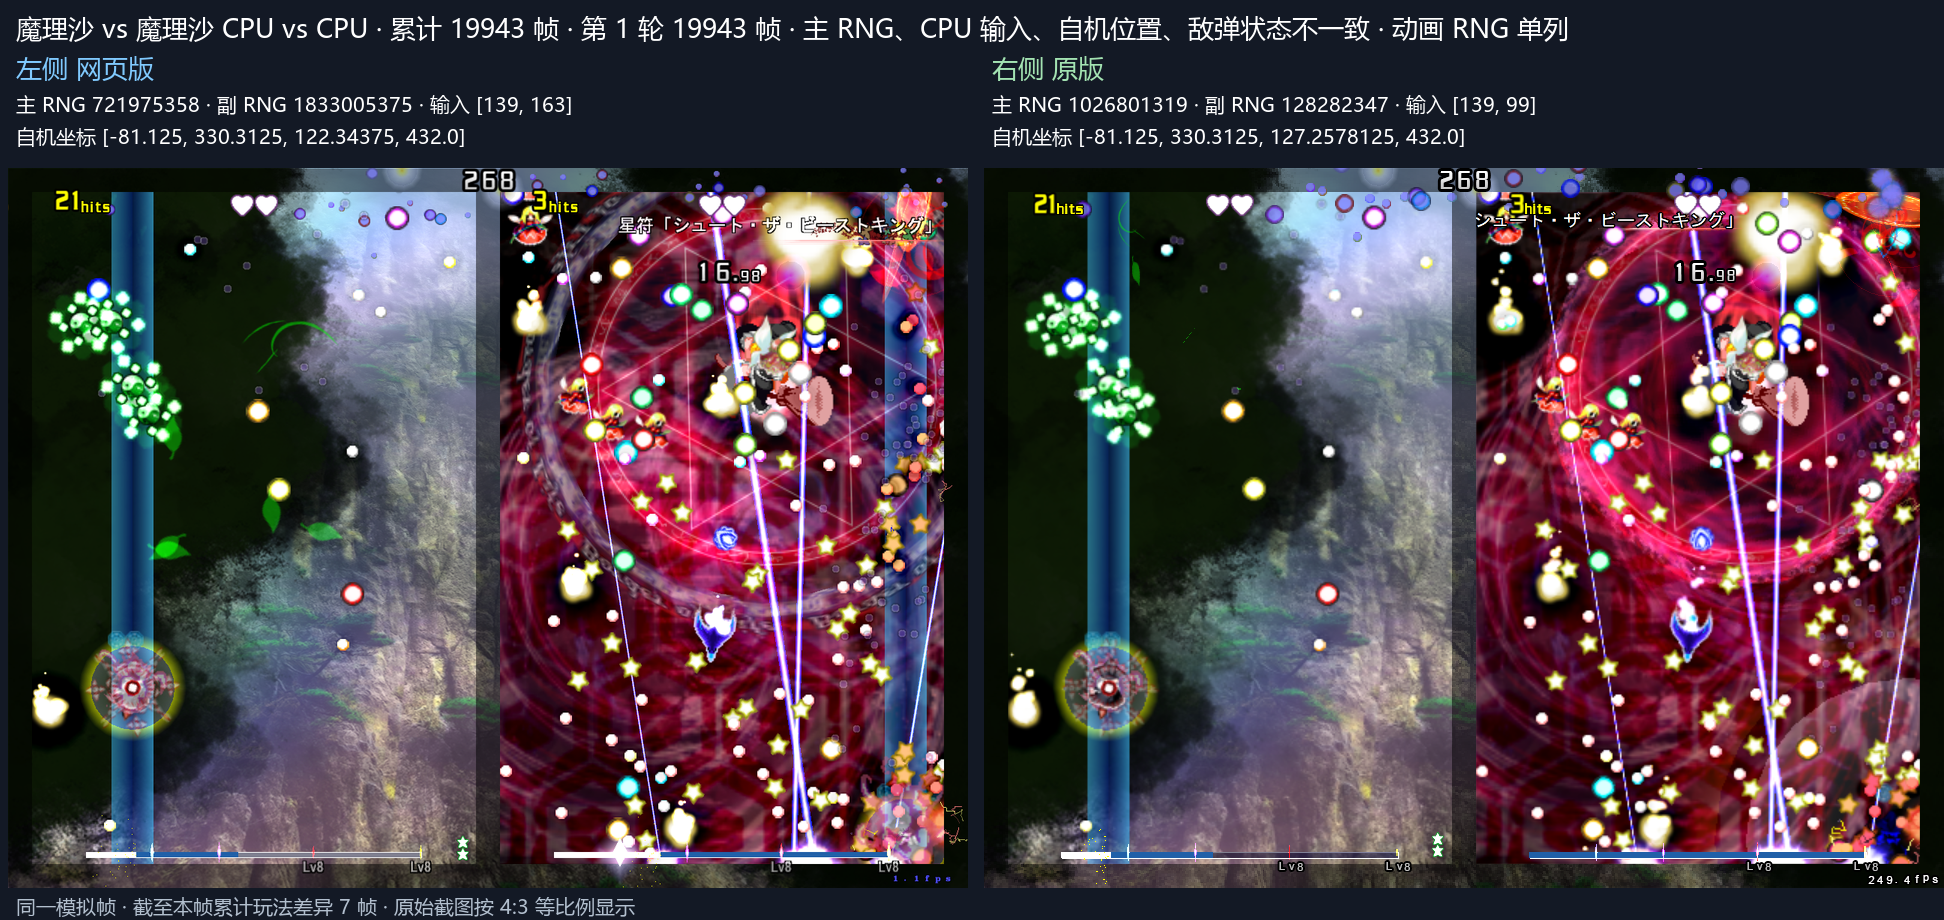 魔理沙 vs 魔理沙 CPU vs CPU · 累计 19943 帧 · 第 1 轮 19943 帧 · 主 RNG、CPU 输入、自机位置、敌弹状态不一致 · 动画 RNG 单列
左侧 网页版
主 RNG 721975358 · 副 RNG 1833005375 · 输入 [139, 163]
自机坐标 [-81.125, 330.3125, 122.34375, 432.0]
右侧 原版
主 RNG 1026801319 · 副 RNG 128282347 · 输入 [139, 99]
自机坐标 [-81.125, 330.3125, 127.2578125, 432.0]
268
21hits
3hits
星符「シュート・ザ・ビーストキング」
16.98
Lv8
Lv8
Lv8
Lv8
1.1fps
268
21hits
3hits
シュート・ザ・ビーストキング」
16.98
Lv8
Lv8
Lv8
Lv8
249.4fps
同一模拟帧 · 截至本帧累计玩法差异 7 帧 · 原始截图按 4:3 等比例显示